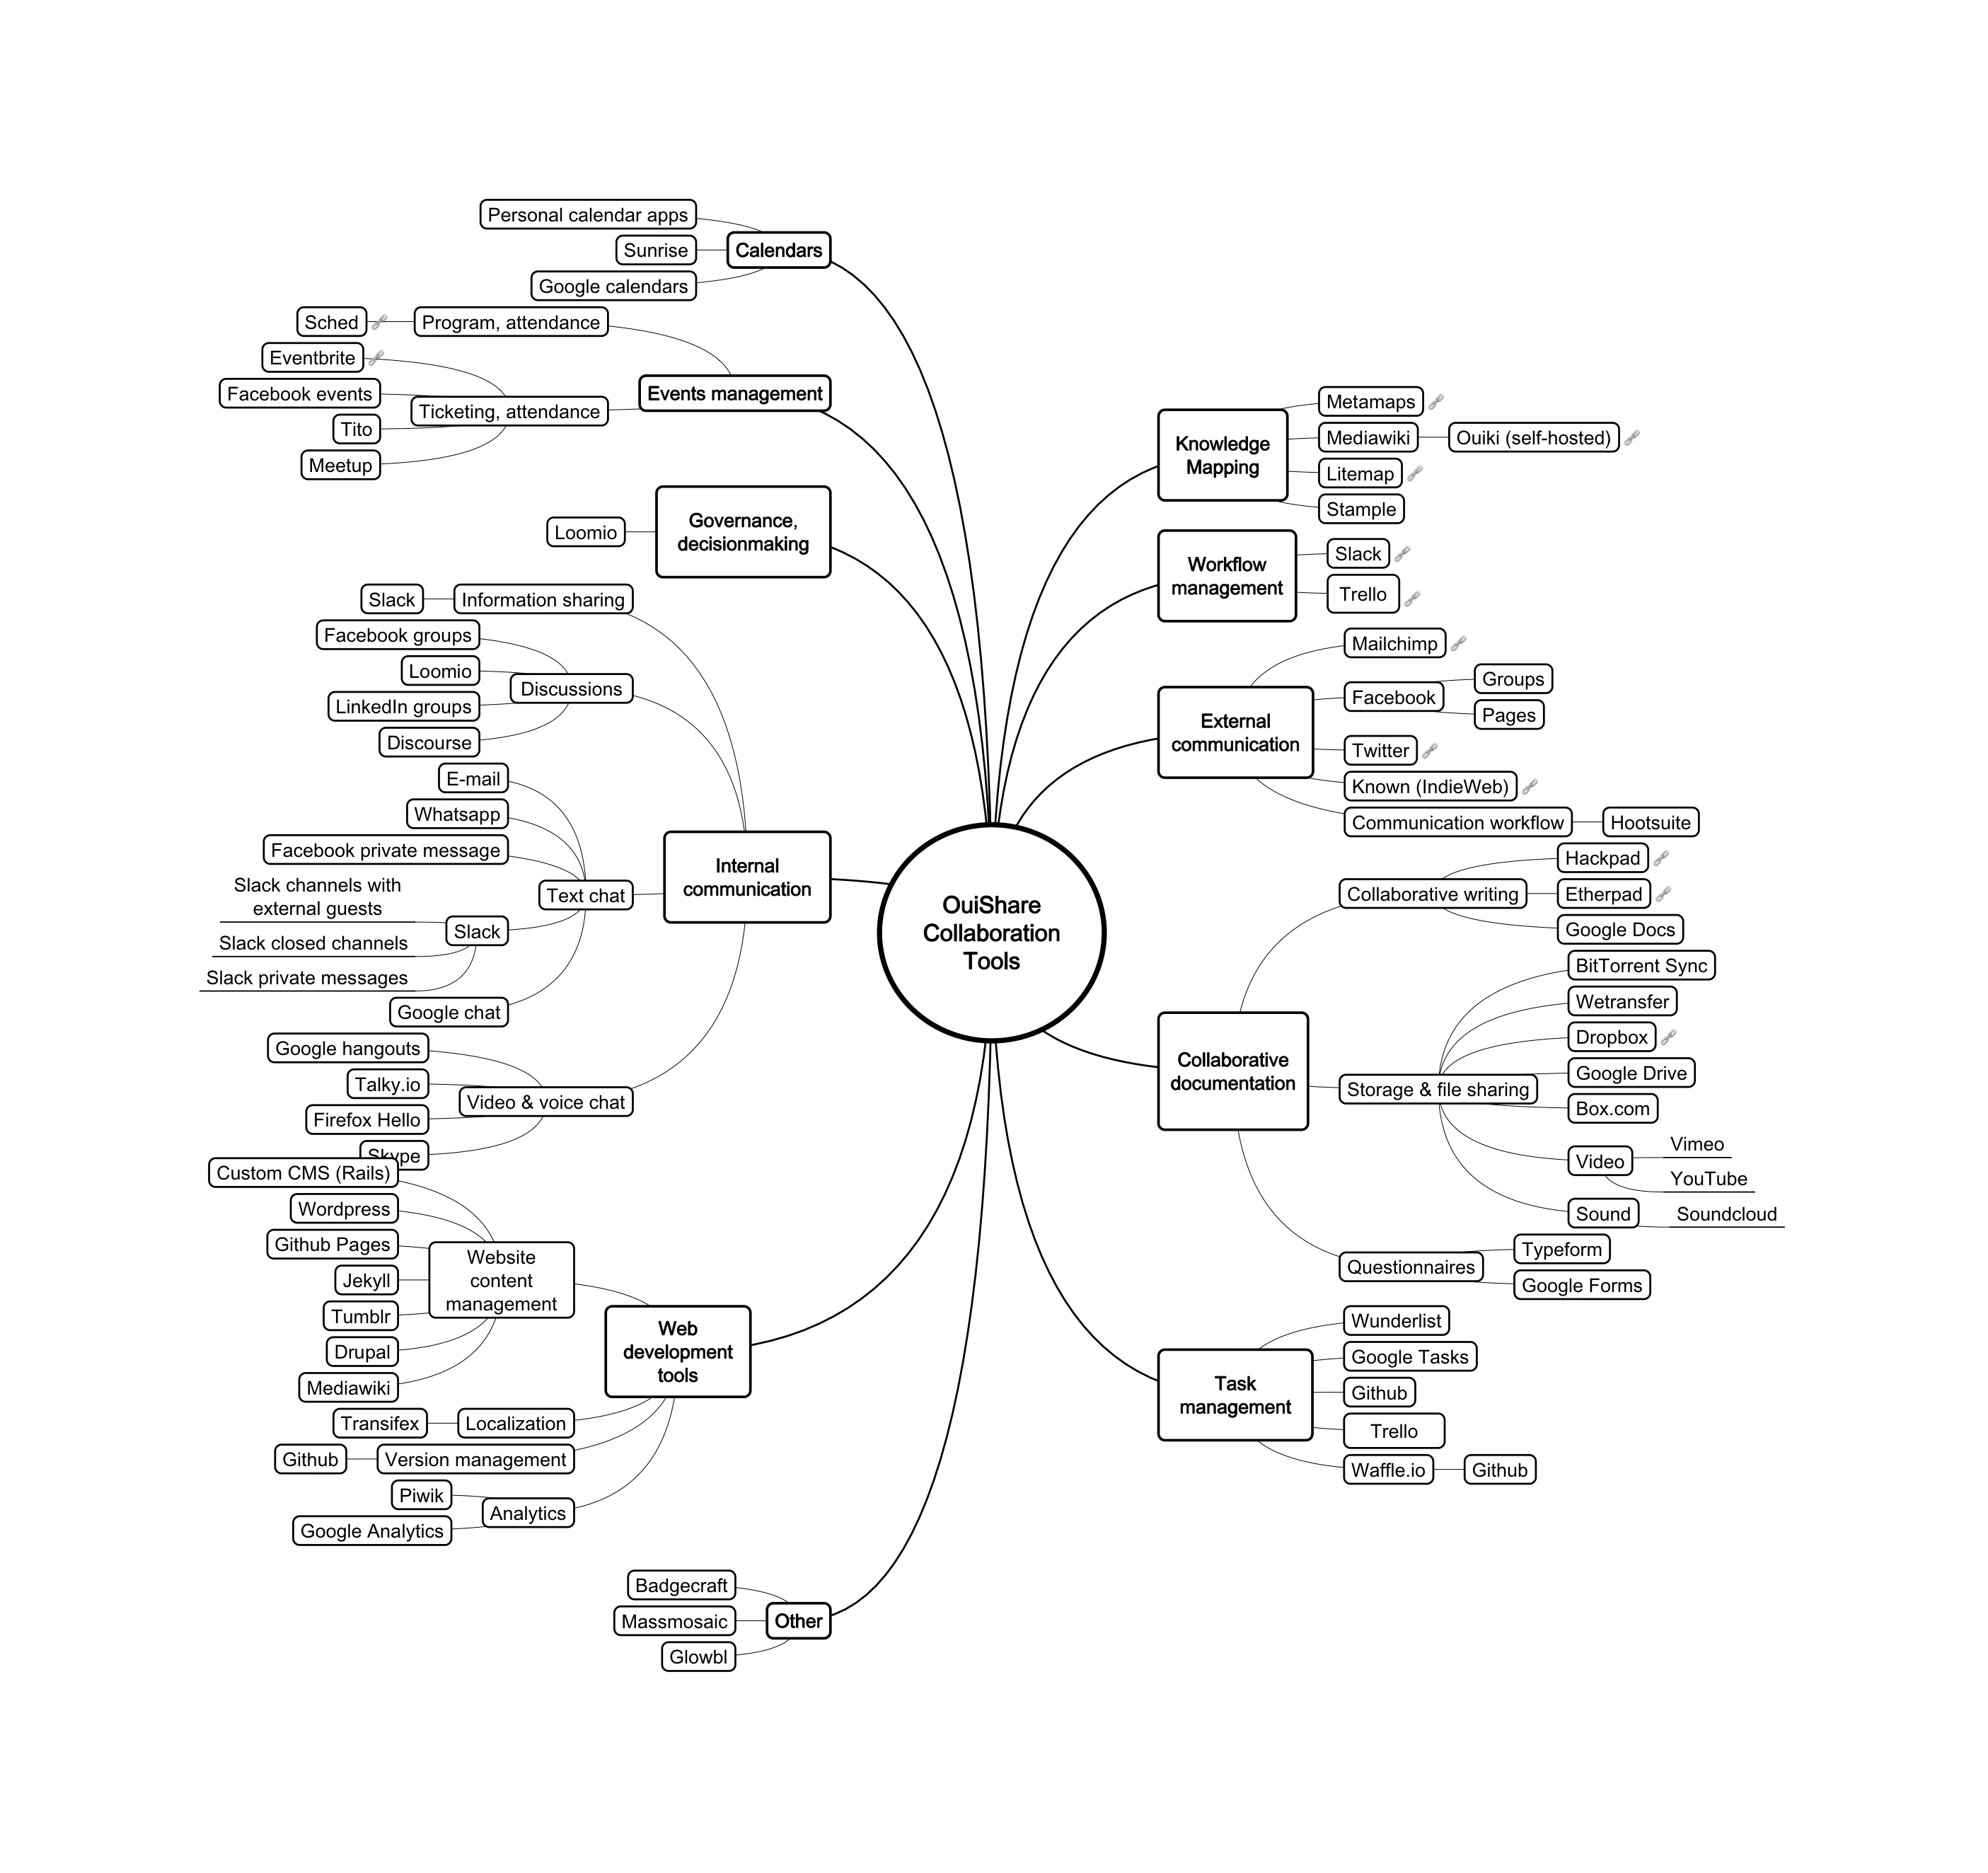 Personal calendar apps
Sunrise
Google calendars
Calendars
Sched
Program, attendance
Eventbrite
Facebook events
Tito
Meetup
Ticketing, attendance
Events management
Loomio
Governance,
decisionmaking
Slack
Information sharing
Facebook groups
Loomio
LinkedIn groups
Discourse
Discussions
E-mail
Whatsapp
Facebook private message
Slack channels with
external guests
Slack closed channels
Slack private messages
Slack
Google chat
Text chat
Internal
communication
Google hangouts
Talky.io
Firefox Hello
Skype
Video & voice chat
Custom CMS (Rails)
Wordpress
Github Pages
Jekyll
Tumblr
Drupal
Mediawiki
Website
content
management
Transifex
Localization
Github
Version management
Piwik
Google Analytics
Analytics
Web
development
tools
Badgecraft
Massmosaic
Glowbl
Other
OuiShare
Collaboration
Tools
Knowledge
Mapping
Metamaps
Mediawiki
Ouiki (self-hosted)
Litemap
Stample
Workflow
management
Slack
Trello
External
communication
Mailchimp
Facebook
Groups
Pages
Twitter
Known (IndieWeb)
Communication workflow
Hootsuite
Collaborative
documentation
Collaborative writing
Hackpad
Etherpad
Google Docs
Storage & file sharing
BitTorrent Sync
Wetransfer
Dropbox
Google Drive
Box.com
Video
Vimeo
YouTube
Sound
Soundcloud
Questionnaires
Typeform
Google Forms
Task
management
Wunderlist
Google Tasks
Github
Trello
Waffle.io
Github